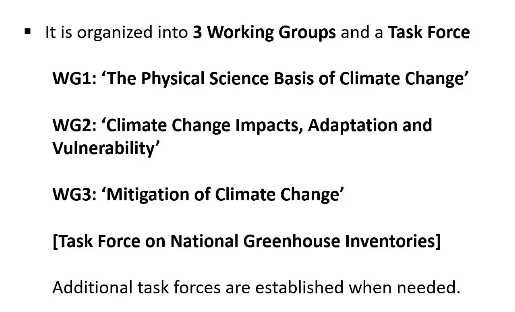 ▪ It is organized into 3 Working Groups and a Task Force
WG1: ‘The Physical Science Basis of Climate Change’
WG2: ‘Climate Change Impacts, Adaptation and
Vulnerability’
WG3: ‘Mitigation of Climate Change’
[Task Force on National Greenhouse Inventories]
Additional task forces are established when needed.